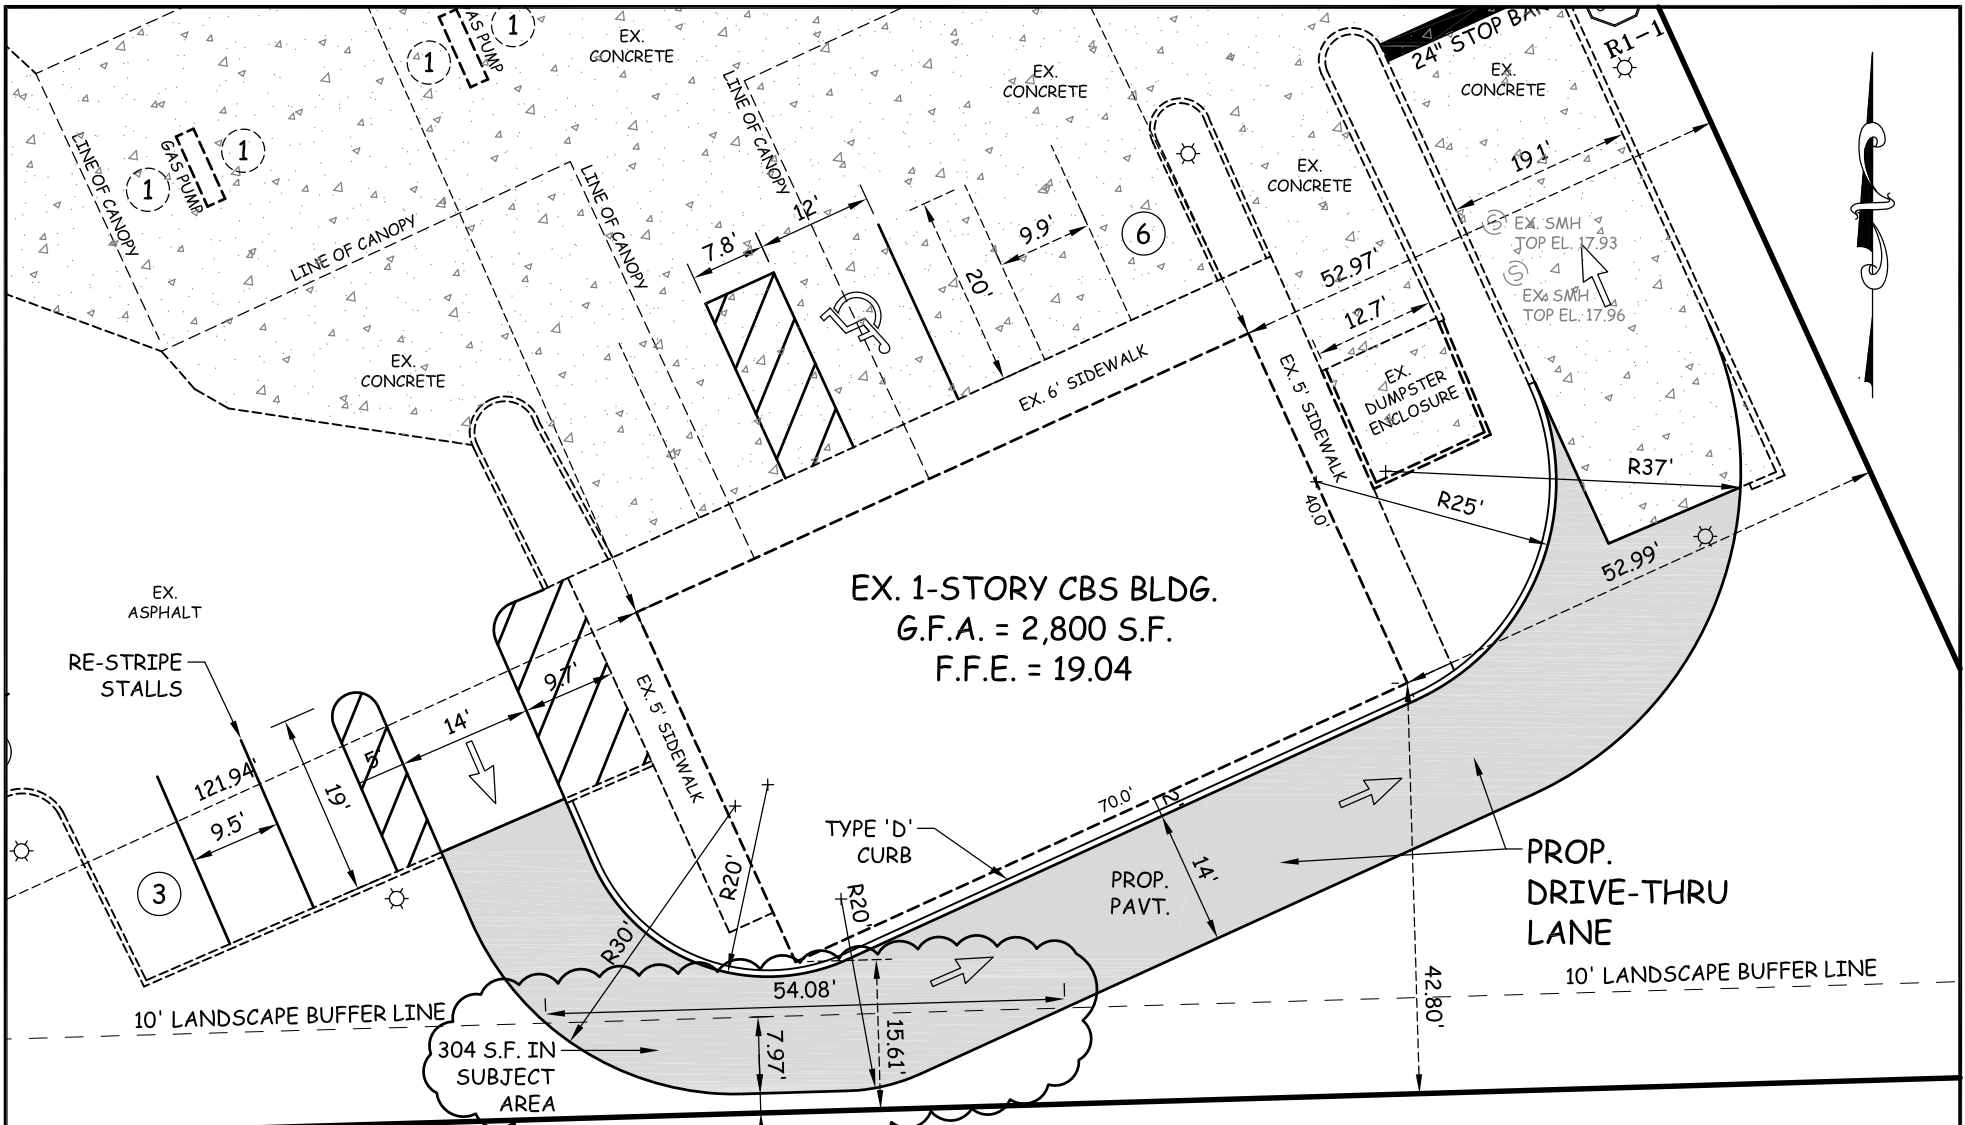 24" STOP BAR
R1-1
GAS PUMP
1
1
EX.
CONCRETE
EX.
CONCRETE
EX.
CONCRETE
LINE OF CANOPY
LINE OF CANOPY
GAS PUMP
1
1
LINE OF CANOPY
LINE OF CANOPY
EX.
CONCRETE
19.1'
EX. SMH
TOP EL. 17.93
EX. SMH
TOP EL. 17.96
12'
7.8'
9.9'
20'
6
52.97'
12.7'
EX.
CONCRETE
EX. 6' SIDEWALK
EX. 5' SIDEWALK
EX.
DUMPSTER
ENCLOSURE
R37'
R25'
40.0'
52.99'
EX. 1-STORY CBS BLDG.
G.F.A. = 2,800 S.F.
F.F.E. = 19.04
EX.
ASPHALT
RE-STRIPE
STALLS
9.7'
14'
5'
EX. 5' SIDEWALK
121.94'
19'
9.5'
3
TYPE 'D'
CURB
70.0'
2'
R20'
R20'
R30'
PROP.
PAVT.
14'
PROP.
DRIVE-THRU
LANE
10' LANDSCAPE BUFFER LINE
10' LANDSCAPE BUFFER LINE
54.08'
42.80'
15.61'
7.97'
304 S.F. IN
SUBJECT
AREA